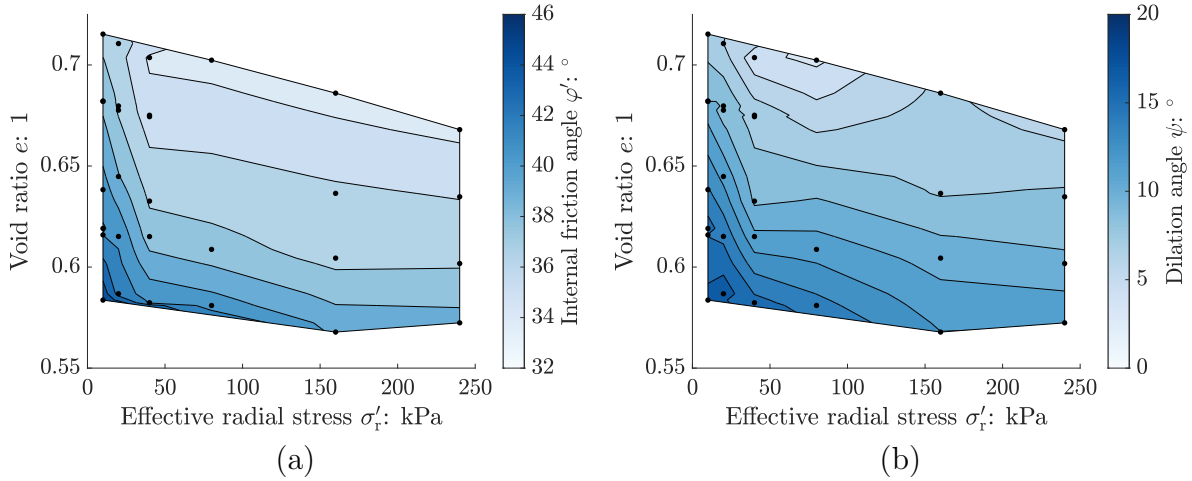 0.7
0.65
0.6
0.55
Void ratio e: 1
0 50 100 150 200 250
Effective radial stress σ′r: kPa
46
44
42
40
38
36
34
32
Internal friction angle φ′: °
(a)
0.7
0.65
0.6
0.55
Void ratio e: 1
0 50 100 150 200 250
Effective radial stress σ′r: kPa
20
15
10
5
0
Dilation angle ψ: °
(b)